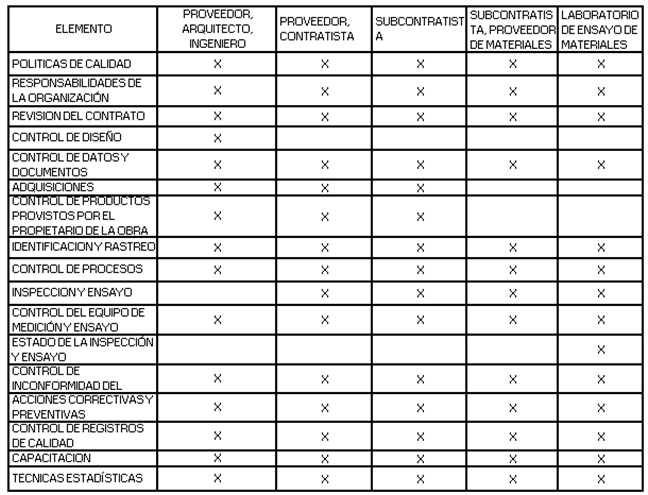 ELEMENTO
PROVEEDOR,
ARQUITECTO,
INGENIERO
PROVEEDOR,
CONTRATISTA
SUBCONTRATIST
A
SUBCONTRATIS
TA, PROVEEDOR
DE MATERIALES
LABORATORIO
DE ENSAYO DE
MATERIALES
POLITICAS DE CALIDAD X X X X X
RESPONSABILIDADES DE
LA ORGANIZACIÓN X X X X X
REVISION DEL CONTRATO X X X X X
CONTROL DE DISEÑO X
CONTROL DE DATOS Y
DOCUMENTOS X X X X X
ADQUISICIONES X X X
CONTROL DE PRODUCTOS
PROVISTOS POR EL X X X
PROPIETARIO DE LA OBRA
IDENTIFICACION Y RASTREO X X X X X
CONTROL DE PROCESOS X X X X X
INSPECCION Y ENSAYO X X X X
CONTROL DEL EQUIPO DE
MEDICIÓN Y ENSAYO X X X X X
ESTADO DE LA INSPECCIÓN
Y ENSAYO X
CONTROL DE
INCONFORMIDAD DEL X X X X X
ACCIONES CORRECTIVAS Y
PREVENTIVAS X X X X X
CONTROL DE REGISTROS
DE CALIDAD X X X X X
CAPACITACION X X X X X
TECNICAS ESTADÍSTICAS X X X X X